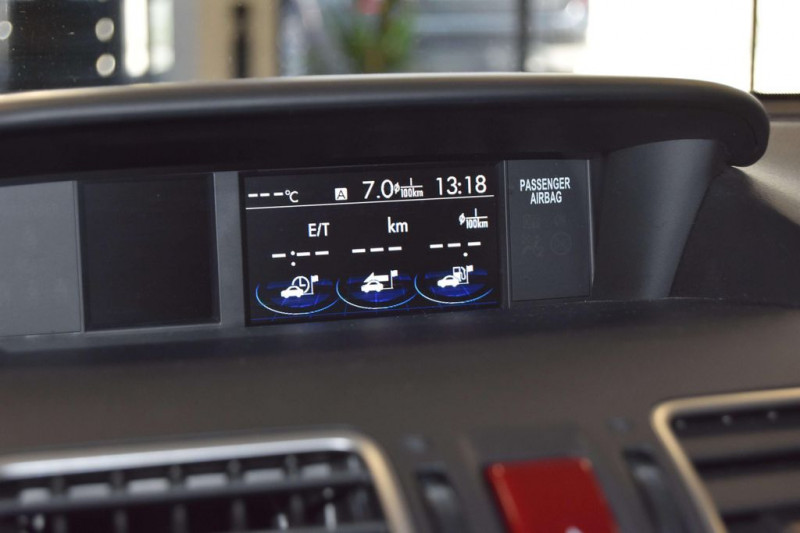 ---°C A 7.0 ø l/100km 13:18
PASSENGER
AIRBAG
E/T km ø l/100km
--:-- --- --.-